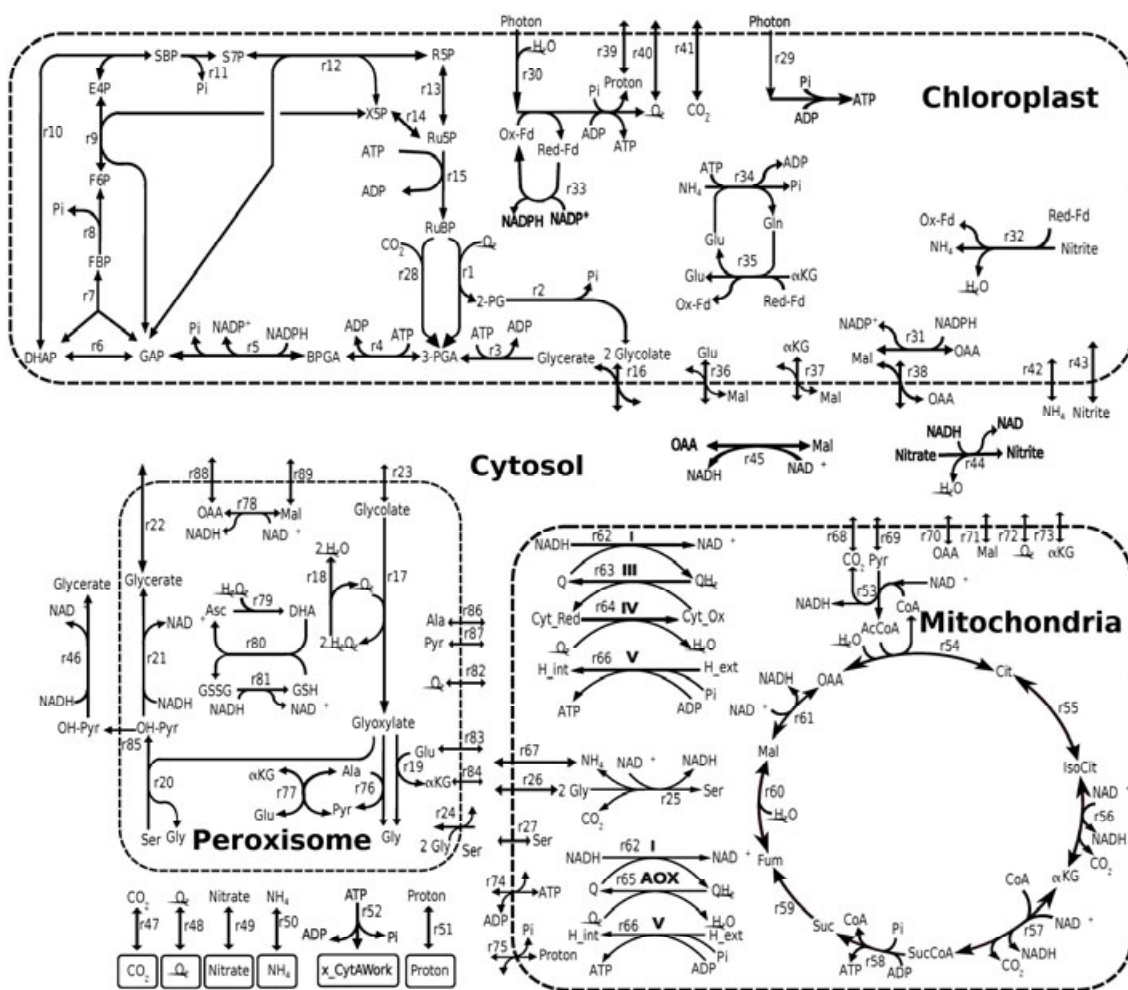 Photon
Photon
SBP
S7P
R5P
r11
Pi
r12
E4P
r10
r9
X5P
r13
r14
Ru5P
ATP
ADP
r15
F6P
Pi
r8
FBP
r7
RuBP
CO2
O2
r28
r1
2-PG
r2
Pi
H2O
r30
r39
r40
r41
r29
Proton
Pi
O2
CO2
Pi
ATP
ADP
Chloroplast
Ox-Fd
Red-Fd
ADP
ATP
r33
NADPH
NADP+
ATP
r34
ADP
NH4
Pi
Glu
Gln
r35
Glu
αKG
Ox-Fd
Red-Fd
Ox-Fd
Red-Fd
r32
NH4
Nitrite
H2O
DHAP
r6
GAP
Pi
NADP+
NADPH
r5
BPGA
ADP
ATP
r4
3-PGA
ATP
ADP
r3
Glycerate
2 Glycolate
r16
Glu
r36
Mal
αKG
r37
Mal
NADP+
NADPH
r31
Mal
OAA
r38
OAA
r42
r43
NH4
Nitrite
Cytosol
OAA
Mal
r45
NADH
NAD +
NADH
NAD
Nitrate
Nitrite
r44
H2O
r88
r89
r23
r78
OAA
Mal
NADH
NAD +
Glycolate
r22
Glycerate
Glycerate
NAD +
NAD +
r46
r21
NADH
NADH
OH-Pyr
OH-Pyr
r85
2 H2O
r18
O2
r17
2 H2O2
H2O2
r79
Asc
DHA
r80
GSSG
r81
GSH
NADH
NAD +
Ala
r86
Pyr
r87
O2
r82
Glyoxylate
Glu
r83
r19
αKG
r84
r20
αKG
Ala
r77
r76
Glu
Pyr
Ser
Gly
Gly
Peroxisome
r24
2 Gly
Ser
r67
r26
r27
Ser
r74
ATP
ADP
r75
Pi
Proton
CO2
O2
Nitrate
NH4
ATP
Proton
r47
r48
r49
r50
r52
r51
ADP
Pi
CO2
O2
Nitrate
NH4
x_CytAWork
Proton
r62
I
NADH
NAD +
r63
III
Q
QH2
r64
IV
Cyt_Red
Cyt_Ox
O2
H2O
r66
V
H_int
H_ext
Pi
ATP
ADP
NH4
NAD +
NADH
2 Gly
r25
Ser
CO2
r62
I
NADH
NAD +
r65
AOX
Q
QH2
O2
H2O
H_int
r66
V
H_ext
Pi
ATP
ADP
r68
r69
r70
r71
r72
r73
CO2
Pyr
OAA
Mal
O2
αKG
r53
NAD +
NADH
CoA
AcCoA
H2O
Mitochondria
r54
OAA
Cit
NADH
NAD +
r61
r55
Mal
IsoCit
r60
H2O
NAD +
r56
NADH
CO2
Fum
αKG
CoA
r59
r57
NAD +
NADH
CO2
Suc
CoA
Pi
SucCoA
ATP
r58
ADP